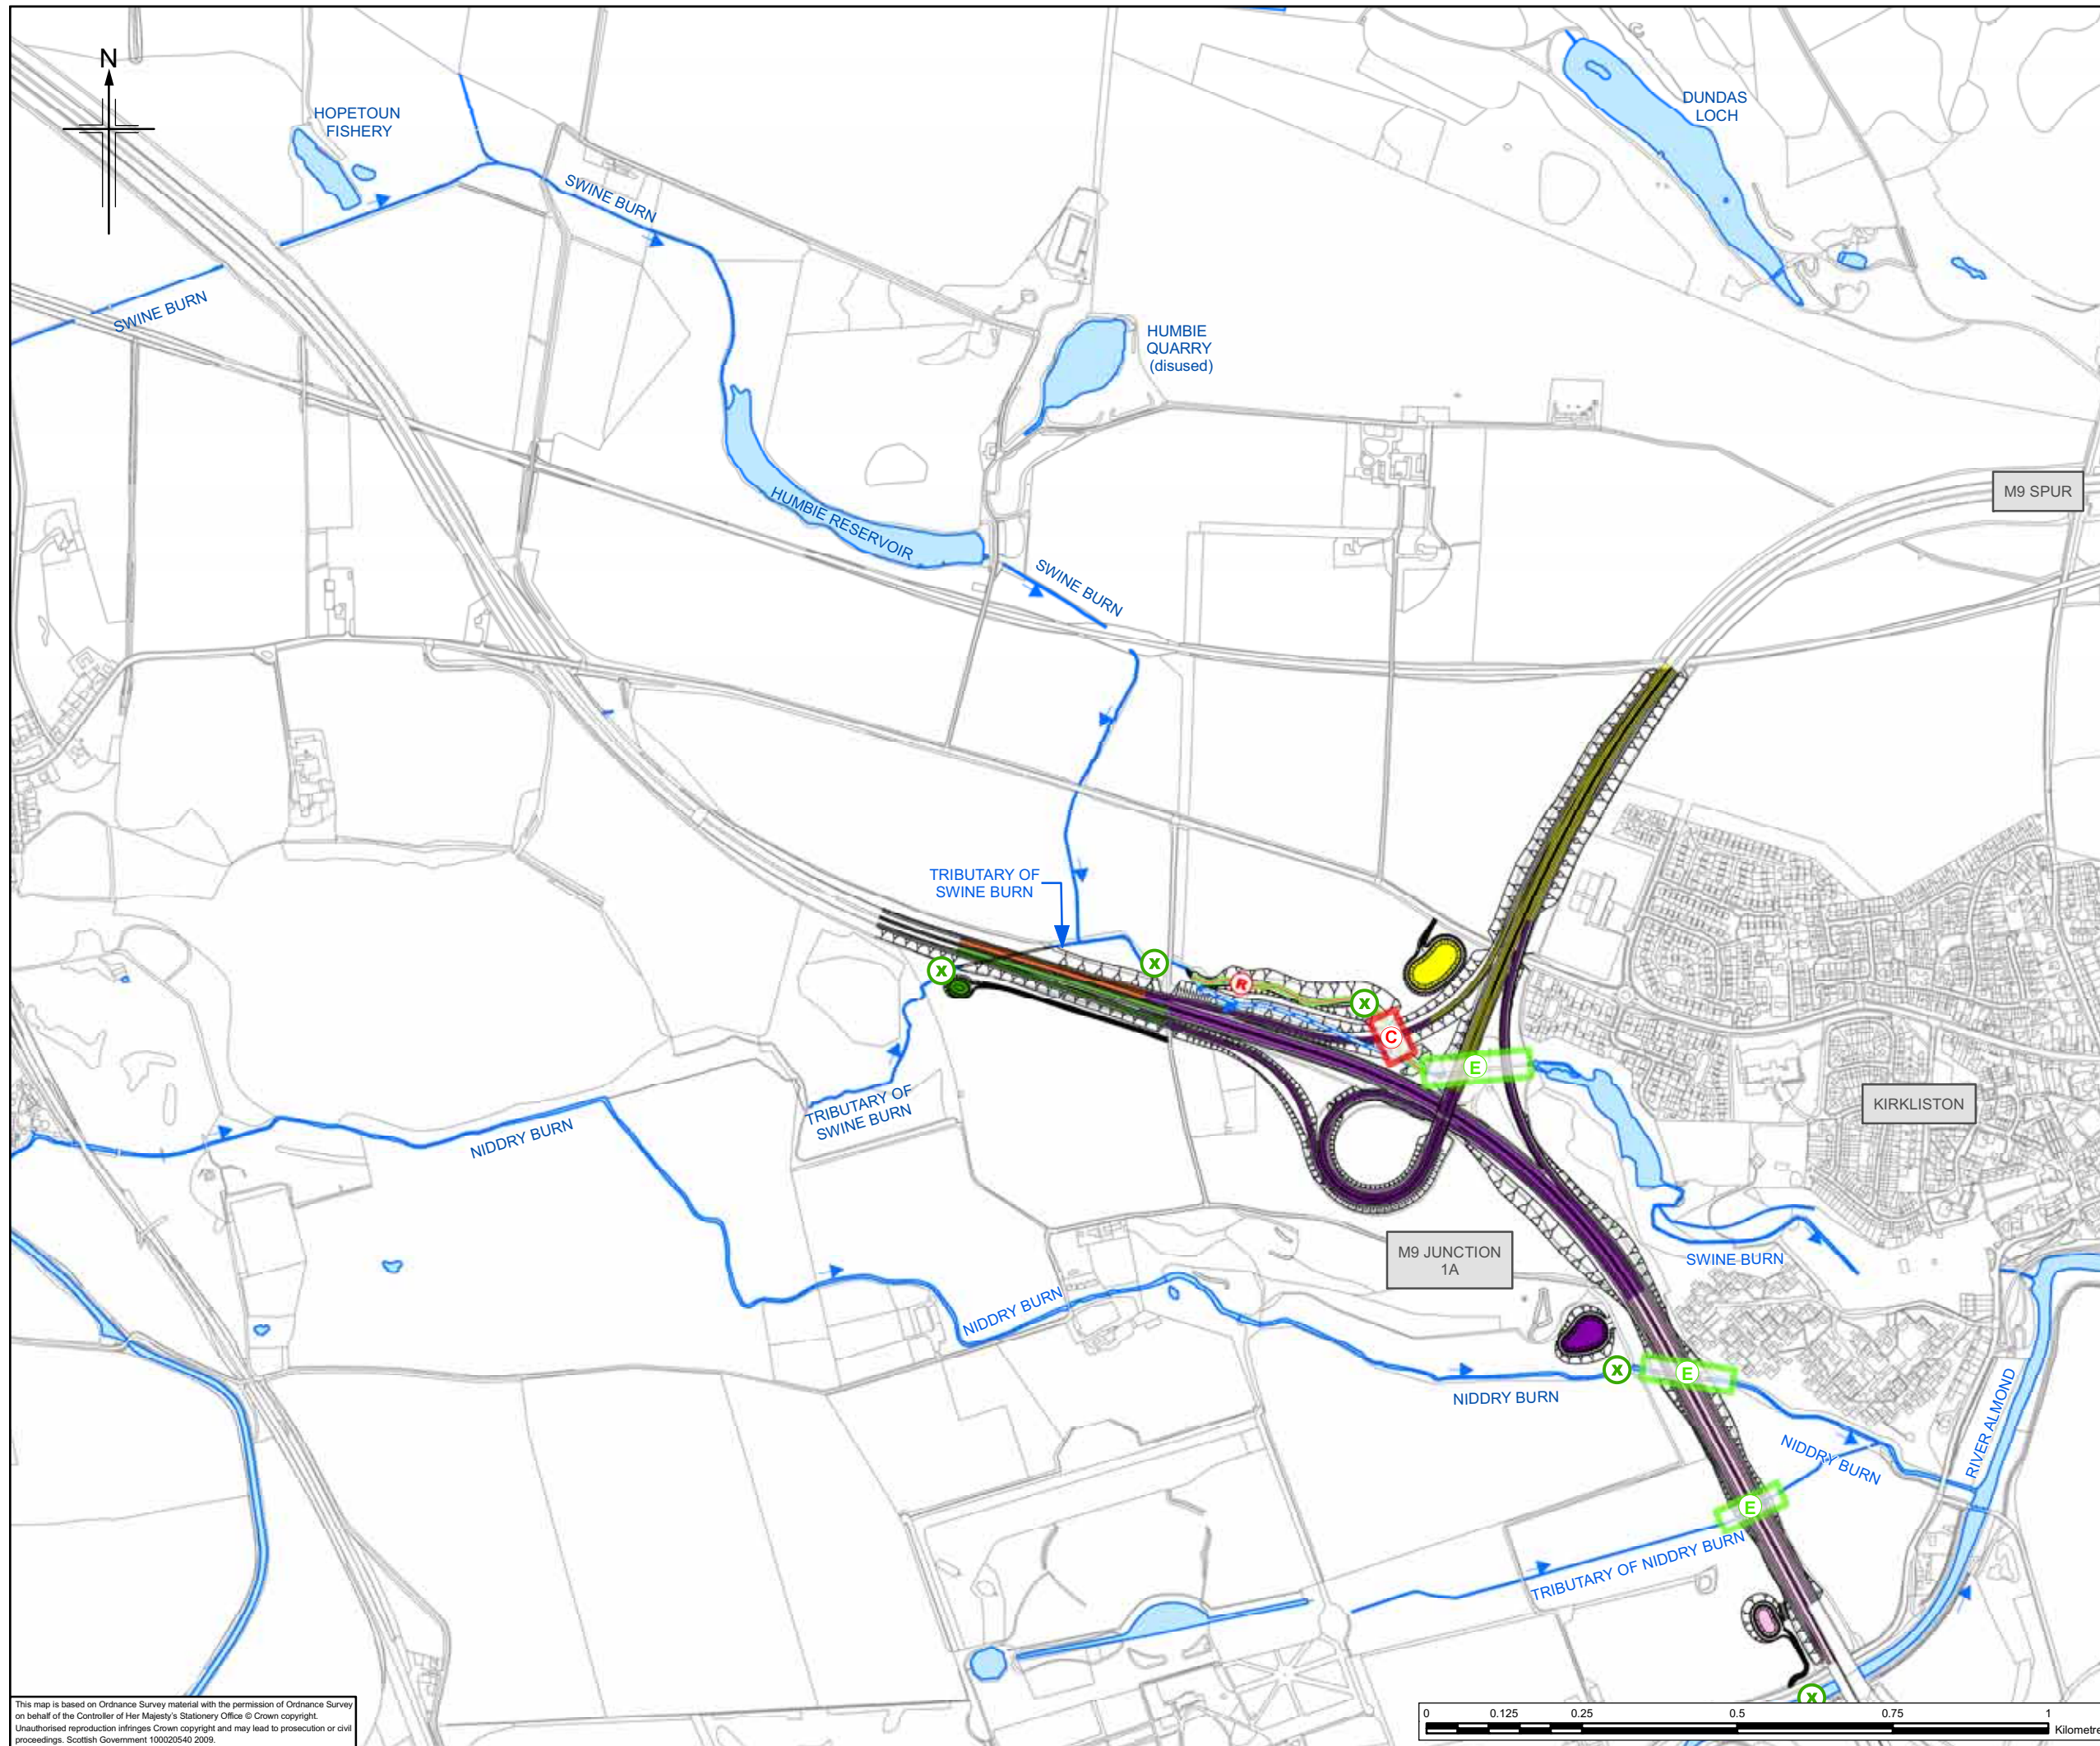 N
HOPETOUN
FISHERY
DUNDAS
LOCH
SWINE BURN
SWINE BURN
HUMBIE
QUARRY
(disused)
M9 SPUR
HUMBIE RESERVOIR
SWINE BURN
TRIBUTARY OF
SWINE BURN
X
X
R
X
C
E
TRIBUTARY OF
SWINE BURN
KIRKLISTON
NIDDRY BURN
M9 JUNCTION
1A
SWINE BURN
NIDDRY BURN
X
E
NIDDRY BURN
RIVER ALMOND
NIDDRY BURN
E
TRIBUTARY OF NIDDRY BURN
X
This map is based on Ordnance Survey material with the permission of Ordnance Survey
on behalf of the Controller of Her Majesty's Stationery Office © Crown copyright.
Unauthorised reproduction infringes Crown copyright and may lead to prosecution or civil
proceedings. Scottish Government 100020540 2009.
0 0.125 0.25 0.5 0.75 1
Kilometre